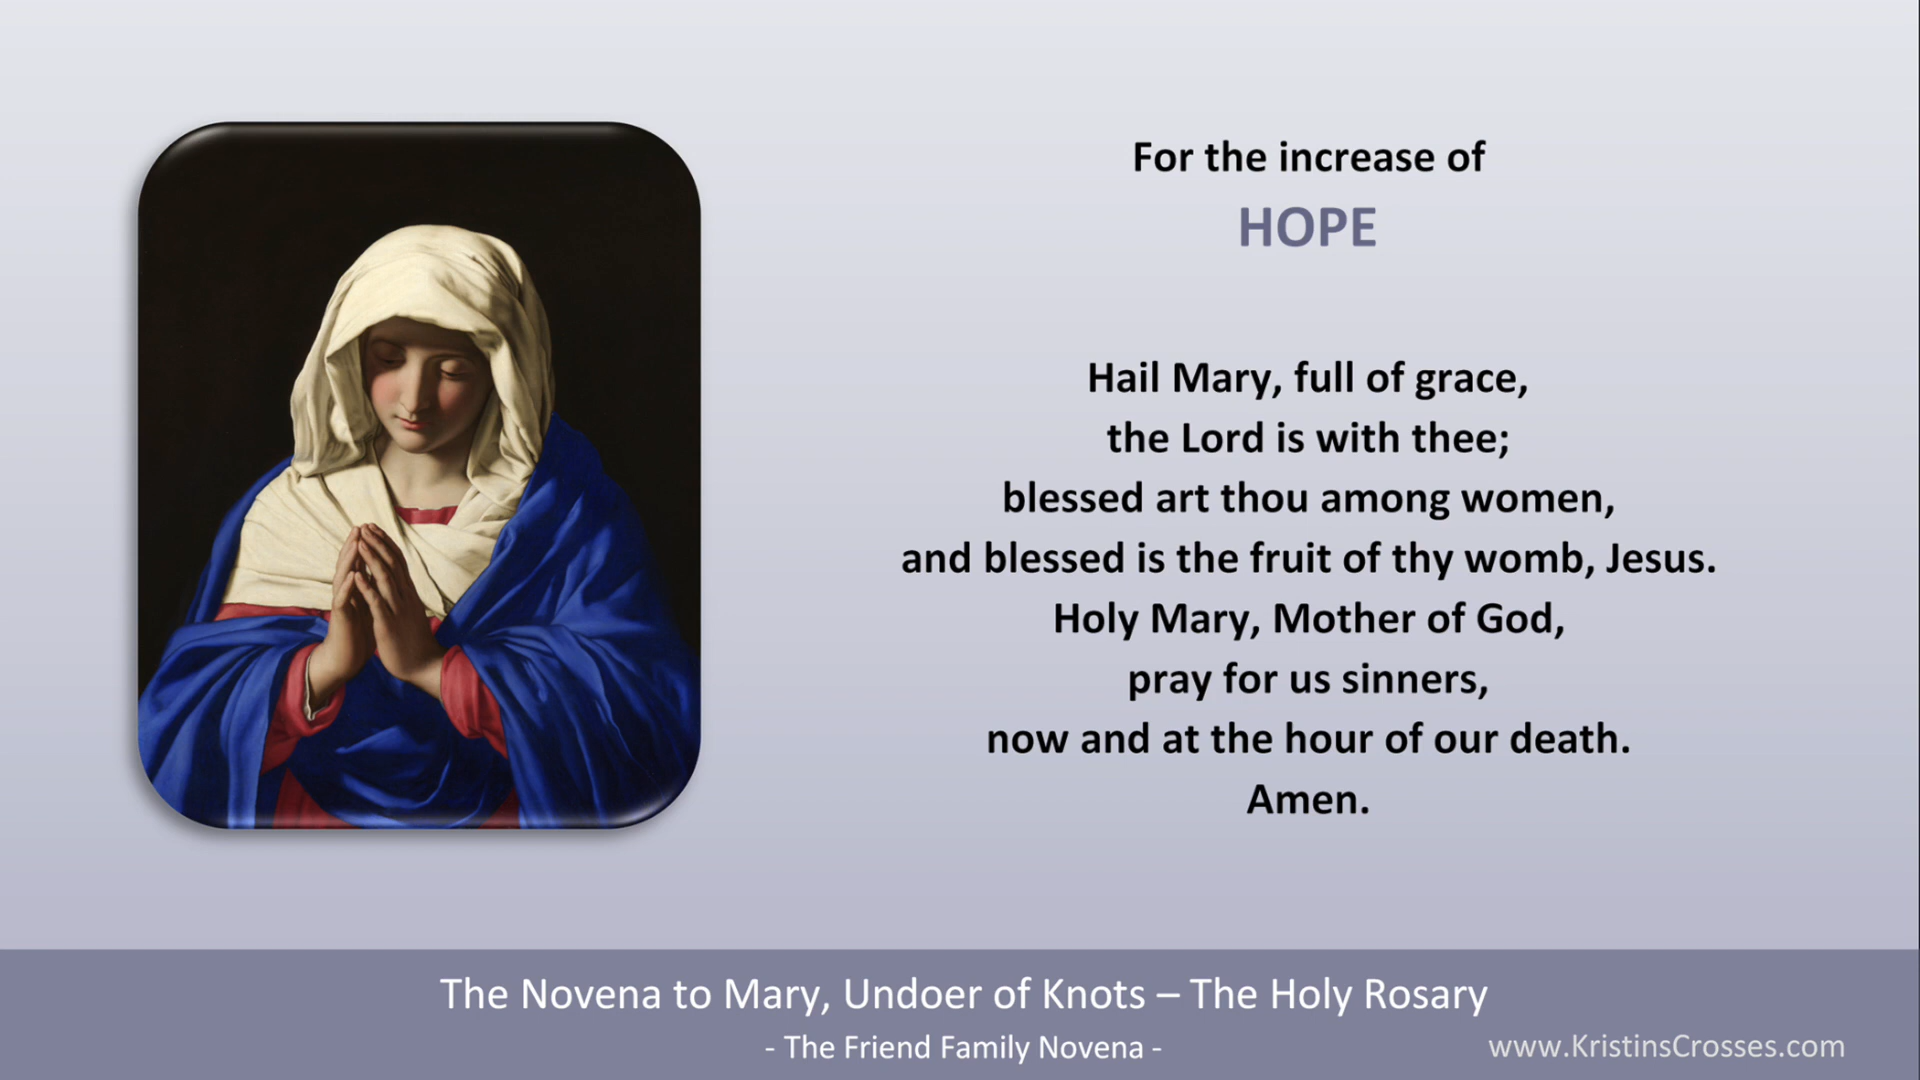 For the increase of
HOPE
Hail Mary, full of grace,
the Lord is with thee;
blessed art thou among women,
and blessed is the fruit of thy womb, Jesus.
Holy Mary, Mother of God,
pray for us sinners,
now and at the hour of our death.
Amen.
The Novena to Mary, Undoer of Knots – The Holy Rosary
- The Friend Family Novena -
www.KristinsCrosses.com